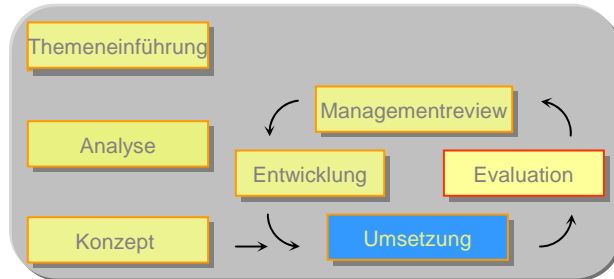 Themeneinführung
Managementreview
Analyse
Entwicklung
Evaluation
Konzept
Umsetzung